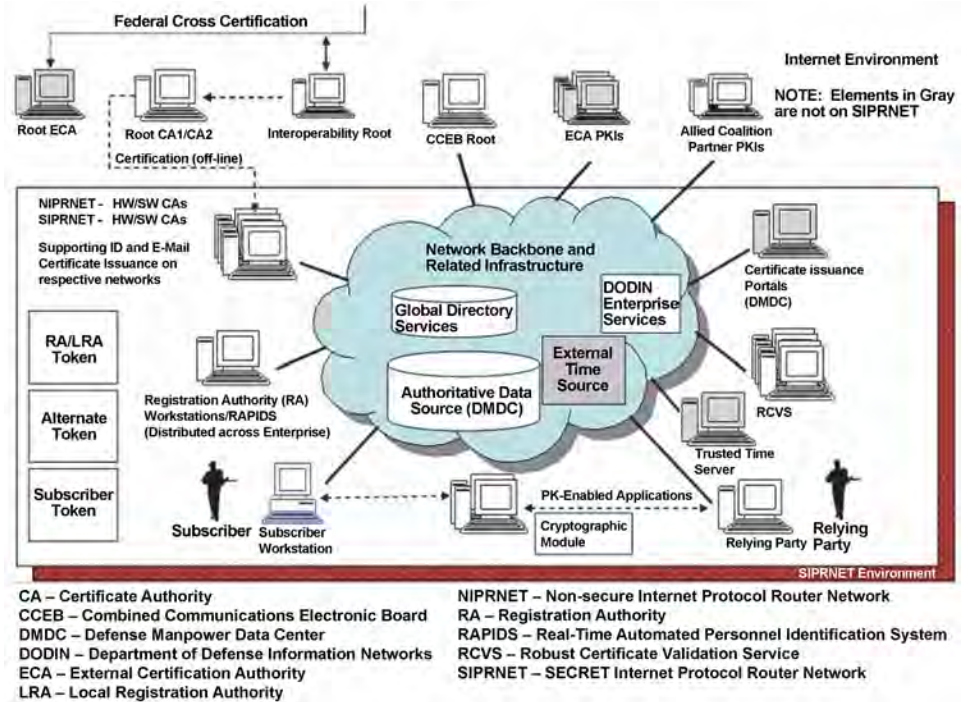 Federal Cross Certification
Internet Environment
NOTE: Elements in Gray
are not on SIPRNET
Root ECA
Root CA1/CA2
Interoperability Root
CCEB Root
ECA PKIs
Allied Coalition
Partner PKIs
Certification (off-line)
NIPRNET - HW/SW CAs
SIPRNET - HW/SW CAs
Supporting ID and E-Mail
Certificate Issuance on
respective networks
Network Backbone and
Related Infrastructure
Global Directory
Services
DODIN
Enterprise
Services
Certificate issuance
Portals
(DMDC)
RA/LRA
Token
Alternate
Token
Subscriber
Token
Registration Authority (RA)
Workstations/RAPIDS
(Distributed across Enterprise)
Authoritative Data
Source (DMDC)
External
Time
Source
RCVS
Trusted Time
Server
Subscriber
Subscriber
Workstation
PK-Enabled Applications
Cryptographic
Module
Relying Party
Relying
Party
SIPRNET Environment
CA – Certificate Authority
CCEB – Combined Communications Electronic Board
DMDC – Defense Manpower Data Center
DODIN – Department of Defense Information Networks
ECA – External Certification Authority
LRA – Local Registration Authority
NIPRNET – Non-secure Internet Protocol Router Network
RA – Registration Authority
RAPIDS – Real-Time Automated Personnel Identification System
RCVS – Robust Certificate Validation Service
SIPRNET – SECRET Internet Protocol Router Network